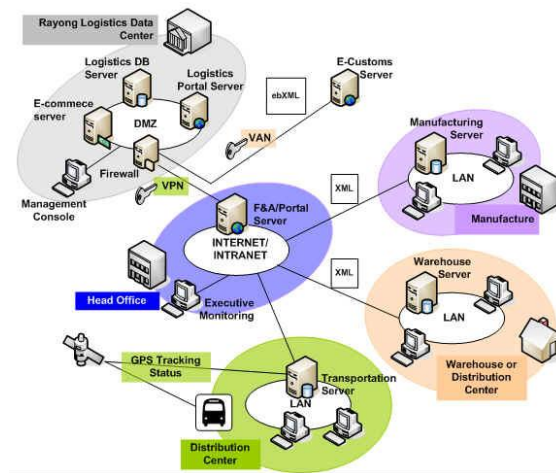 Rayong Logistics Data
Center
Logistics DB
Server
Logistics
Portal Server
E-Customs
Server
ebXML
E-commece
server
DMZ
VAN
Manufacturing
Server
Firewall
LAN
Management
Console
VPN
F&A/Portal
Server
XML
Manufacture
INTERNET/
INTRANET
XML
Warehouse
Server
Head Office
Executive
Monitoring
LAN
GPS Tracking
Status
Transportation
Server
Warehouse or
Distribution
Center
LAN
Distribution
Center